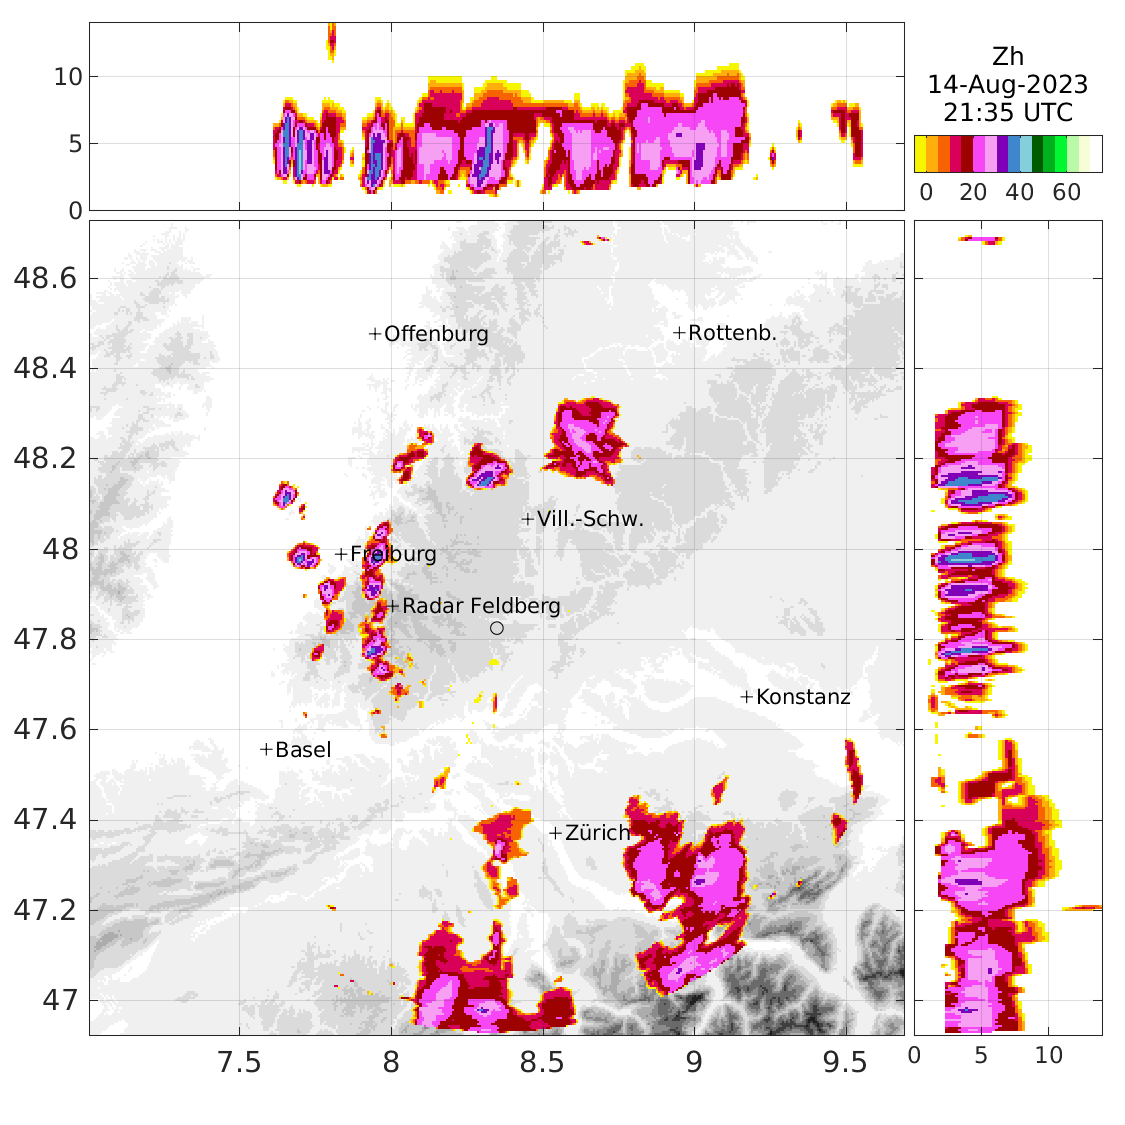 10
5
0
Zh
14-Aug-2023
21:35 UTC
0 20 40 60
48.6
48.4
48.2
48
47.8
47.6
47.4
47.2
47
+Offenburg
+Rottenb.
+Vill.-Schw.
+Freiburg
+Radar Feldberg
+Konstanz
+Basel
+Zürich
7.5 8 8.5 9 9.5
0 5 10